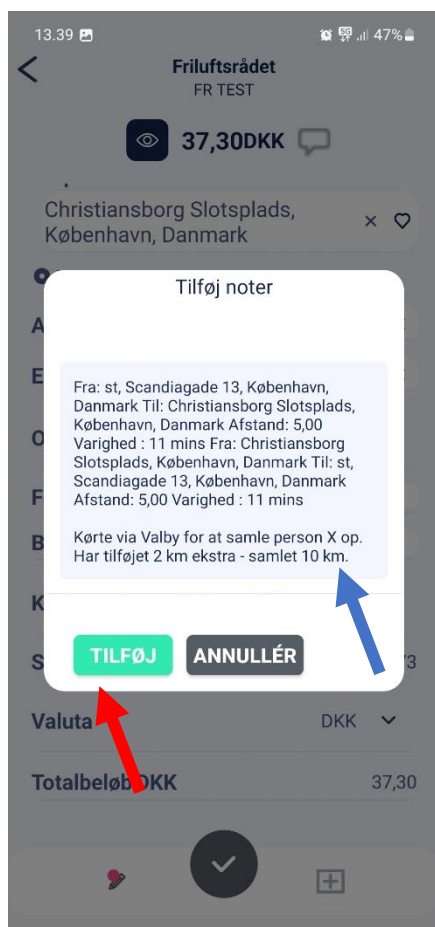 13.39 5G 47%
Friluftsrådet
FR TEST
37,30DKK
Christiansborg Slotsplads,
København, Danmark
Tilføj noter
A
E
Fra: st, Scandiagade 13, København,
Danmark Til: Christiansborg Slotsplads,
København, Danmark Afstand: 5,00
O
Varighed : 11 mins Fra: Christiansborg
Slotsplads, København, Danmark Til: st,
Scandiagade 13, København, Danmark
F
Afstand: 5,00 Varighed : 11 mins
B
Kørte via Valby for at samle person X op.
Har tilføjet 2 km ekstra - samlet 10 km.
K
S
TILFØJ ANNULLÉR
Valuta DKK
Totalbeløb DKK 37,30